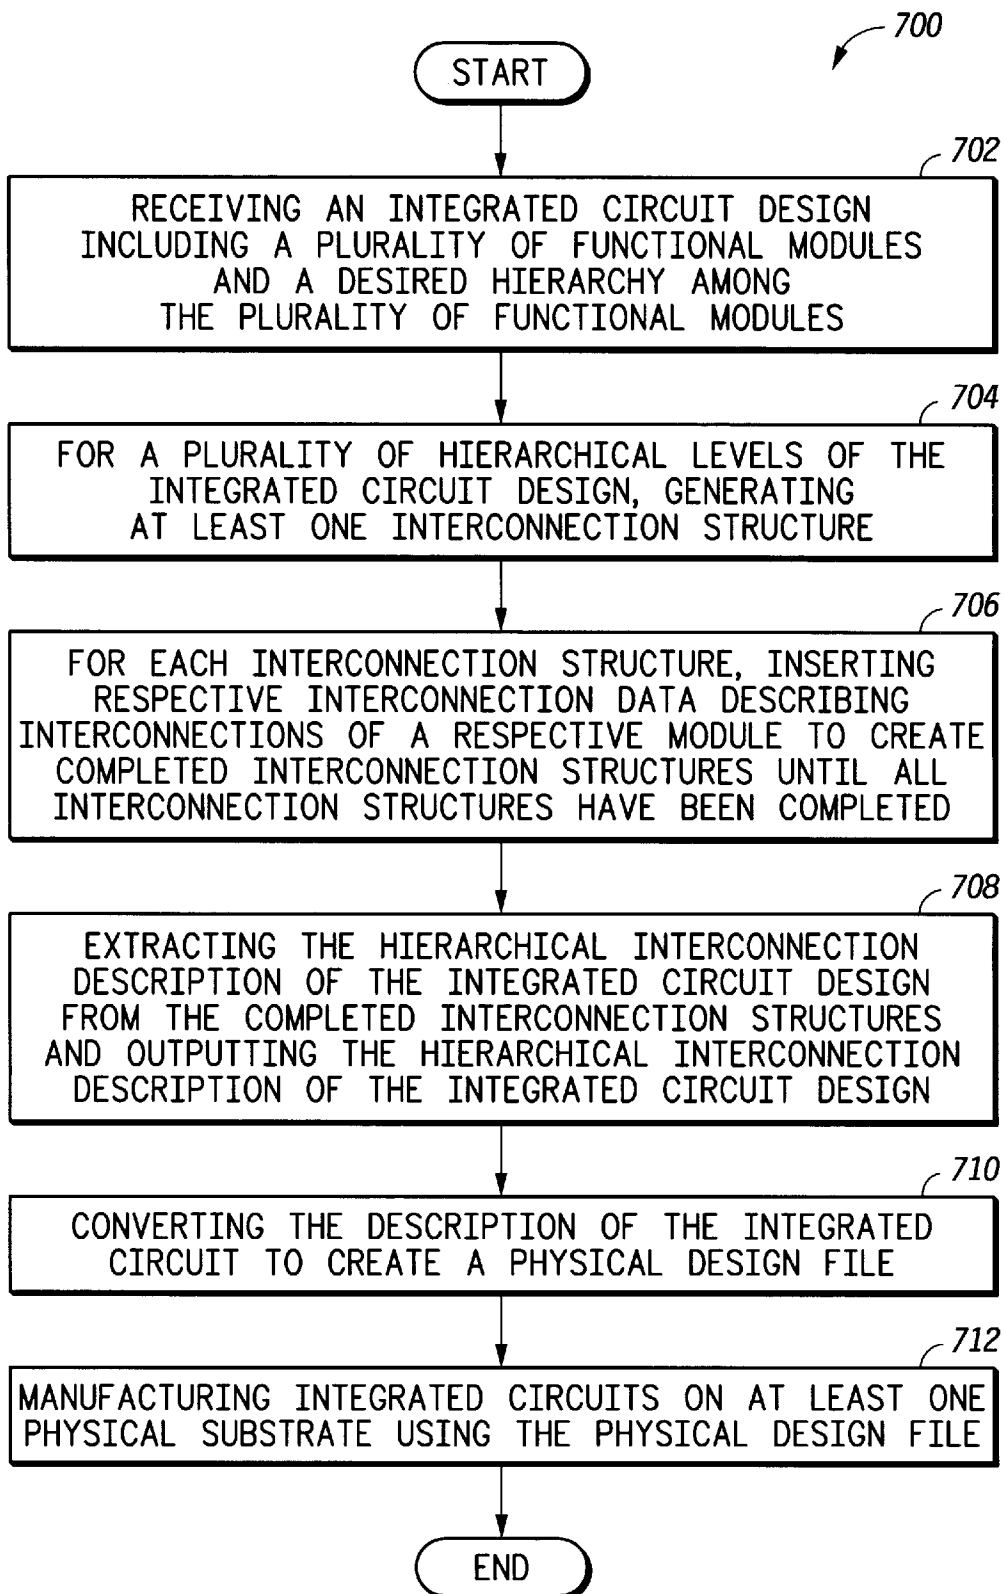 700
START
702
RECEIVING AN INTEGRATED CIRCUIT DESIGN
INCLUDING A PLURALITY OF FUNCTIONAL MODULES
AND A DESIRED HIERARCHY AMONG
THE PLURALITY OF FUNCTIONAL MODULES
704
FOR A PLURALITY OF HIERARCHICAL LEVELS OF THE
INTEGRATED CIRCUIT DESIGN, GENERATING
AT LEAST ONE INTERCONNECTION STRUCTURE
706
FOR EACH INTERCONNECTION STRUCTURE, INSERTING
RESPECTIVE INTERCONNECTION DATA DESCRIBING
INTERCONNECTIONS OF A RESPECTIVE MODULE TO CREATE
COMPLETED INTERCONNECTION STRUCTURES UNTIL ALL
INTERCONNECTION STRUCTURES HAVE BEEN COMPLETED
708
EXTRACTING THE HIERARCHICAL INTERCONNECTION
DESCRIPTION OF THE INTEGRATED CIRCUIT DESIGN
FROM THE COMPLETED INTERCONNECTION STRUCTURES
AND OUTPUTTING THE HIERARCHICAL INTERCONNECTION
DESCRIPTION OF THE INTEGRATED CIRCUIT DESIGN
710
CONVERTING THE DESCRIPTION OF THE INTEGRATED
CIRCUIT TO CREATE A PHYSICAL DESIGN FILE
712
MANUFACTURING INTEGRATED CIRCUITS ON AT LEAST ONE
PHYSICAL SUBSTRATE USING THE PHYSICAL DESIGN FILE
END